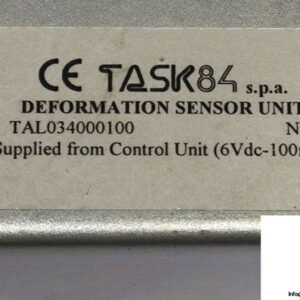 CE TASK84 s.p.a.
DEFORMATION SENSOR UNIT
TAL034000100 N
Supplied from Control Unit (6Vdc-100